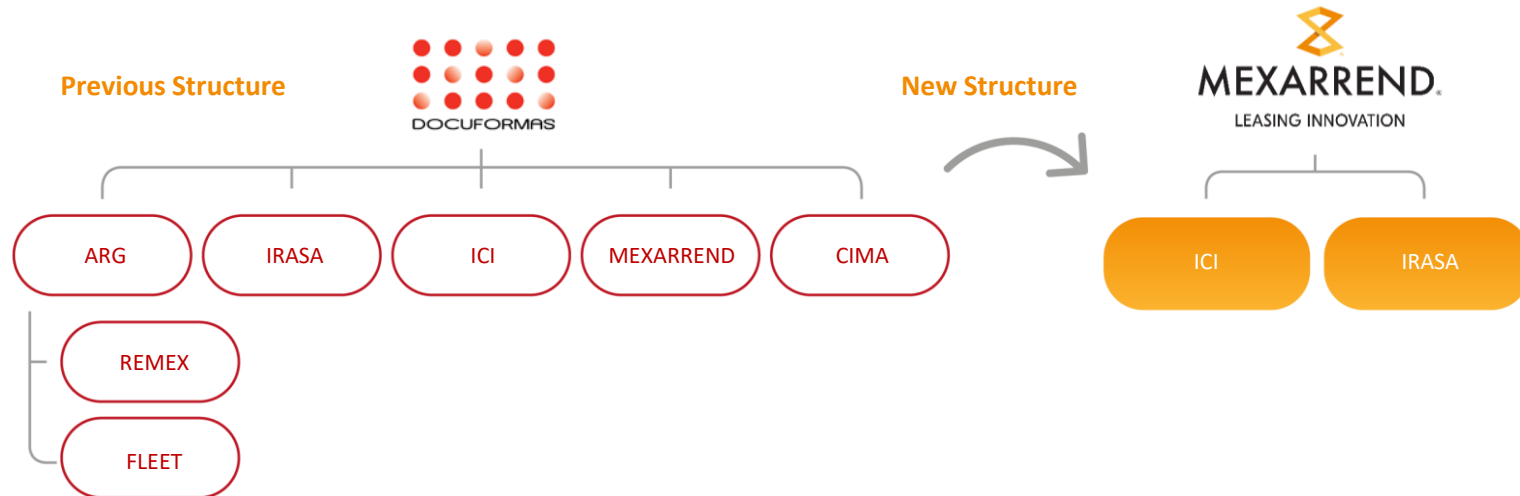 Previous Structure
DOCUFORMAS
New Structure
MEXARREND®
LEASING INNOVATION
ARG
IRASA
ICI
MEXARREND
CIMA
REMEX
FLEET
ICI
IRASA